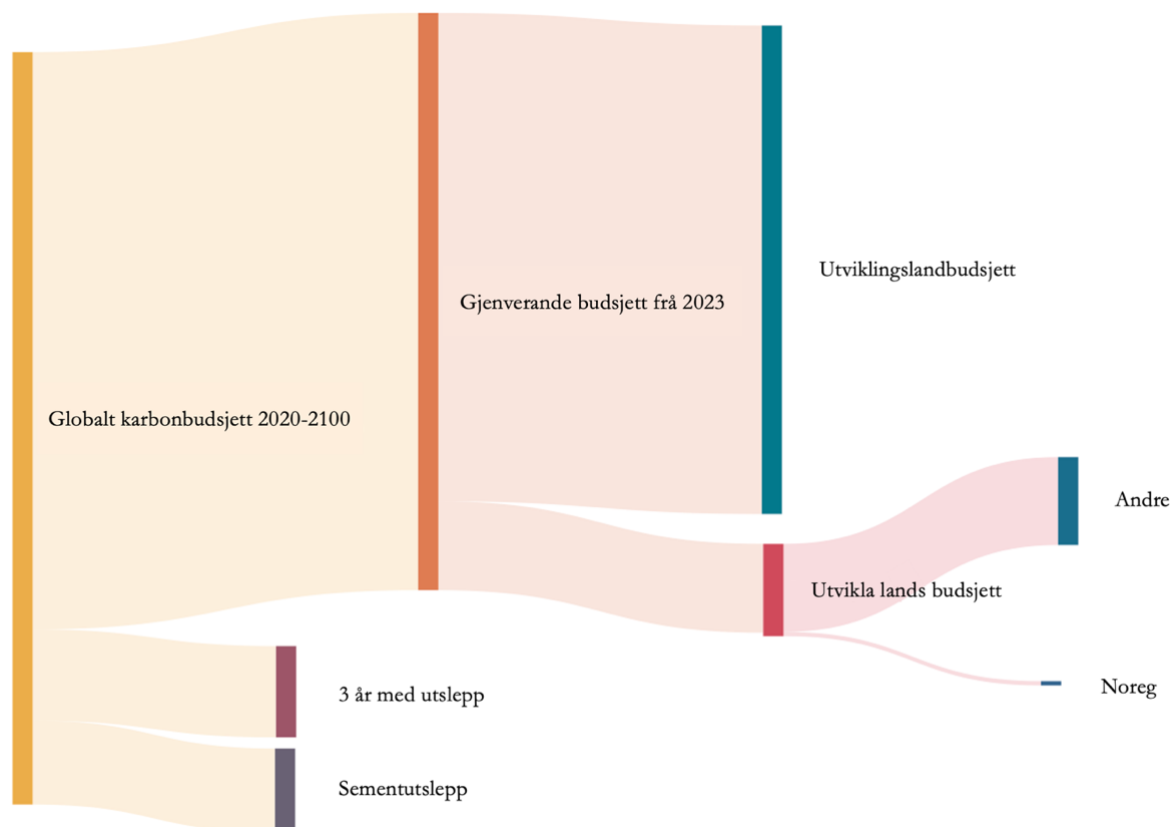 Utviklingslandbudsjett
Gjenverande budsjett frå 2023
Globalt karbonbudsjett 2020-2100
Andre
Utvikla lands budsjett
Noreg
3 år med utslepp
Sementutslepp